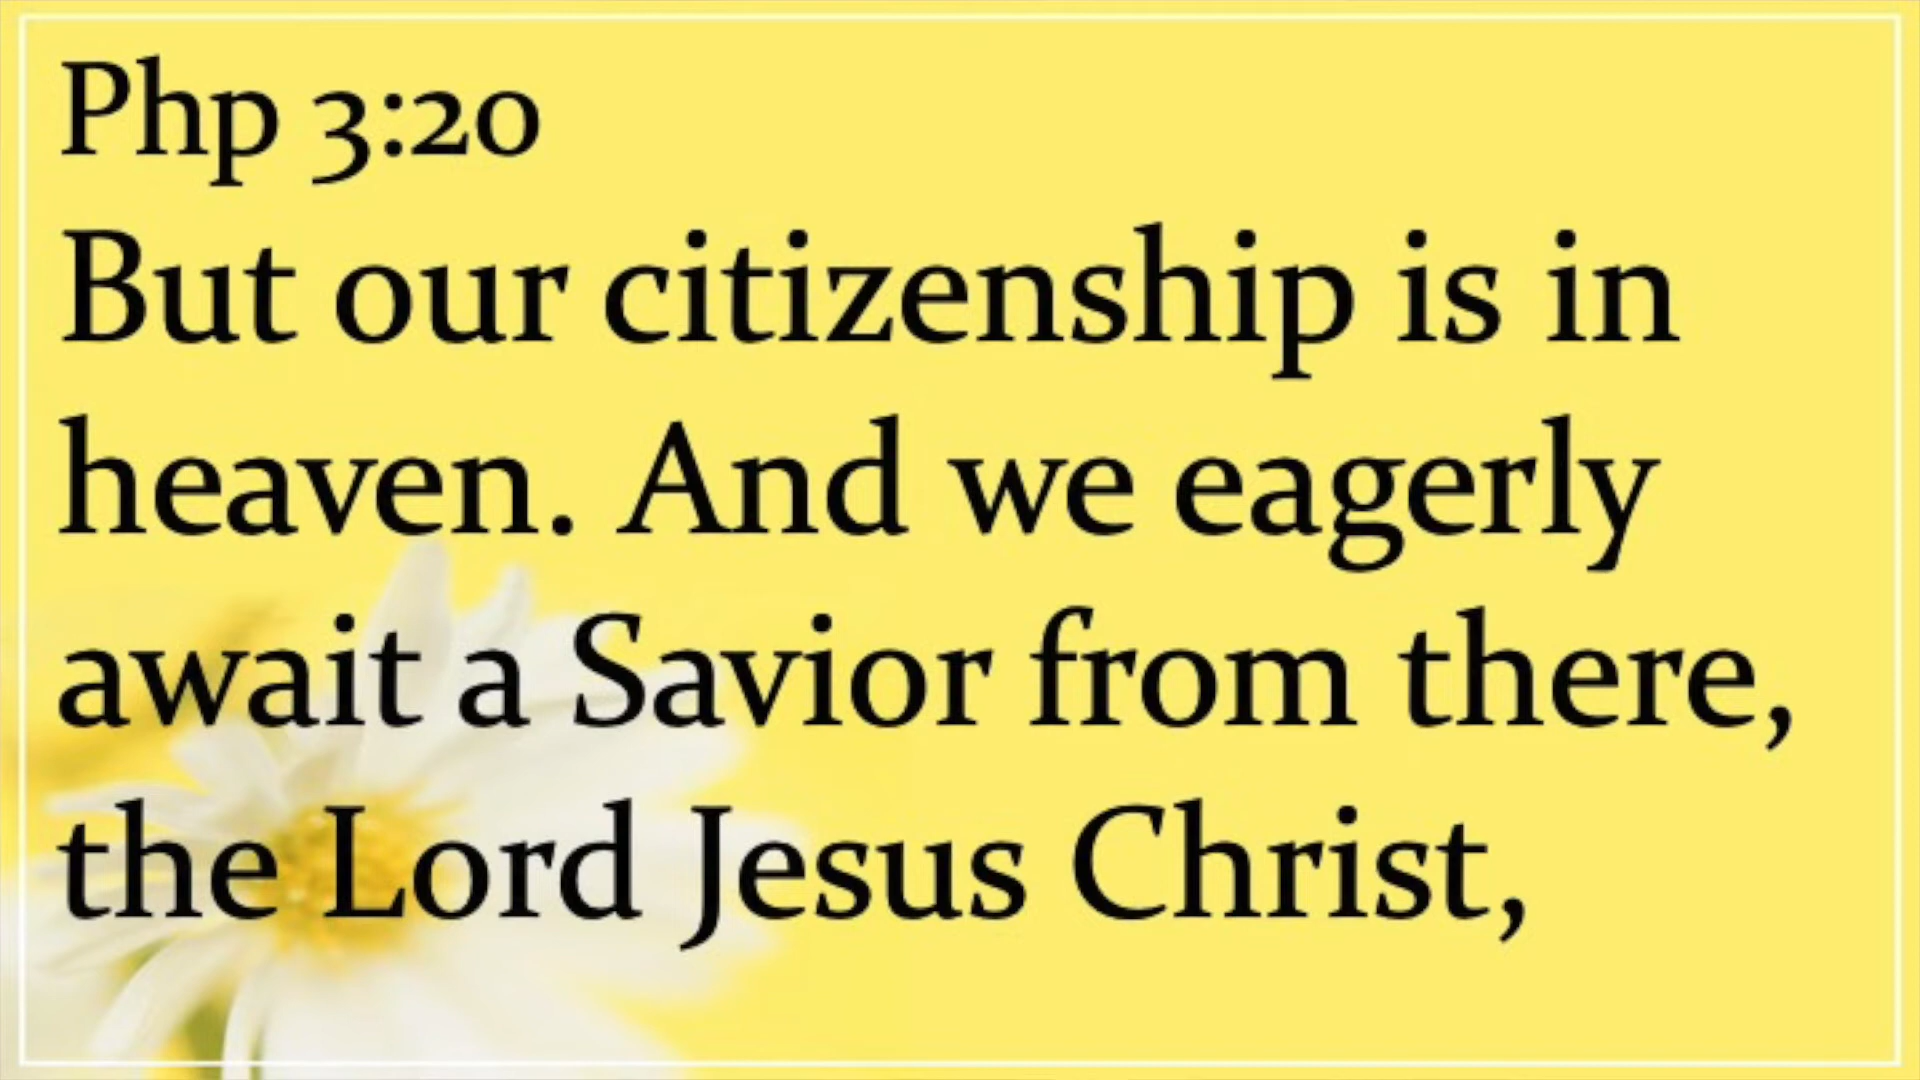 Php 3:20
But our citizenship is in
heaven. And we eagerly
await a Savior from there,
the Lord Jesus Christ,